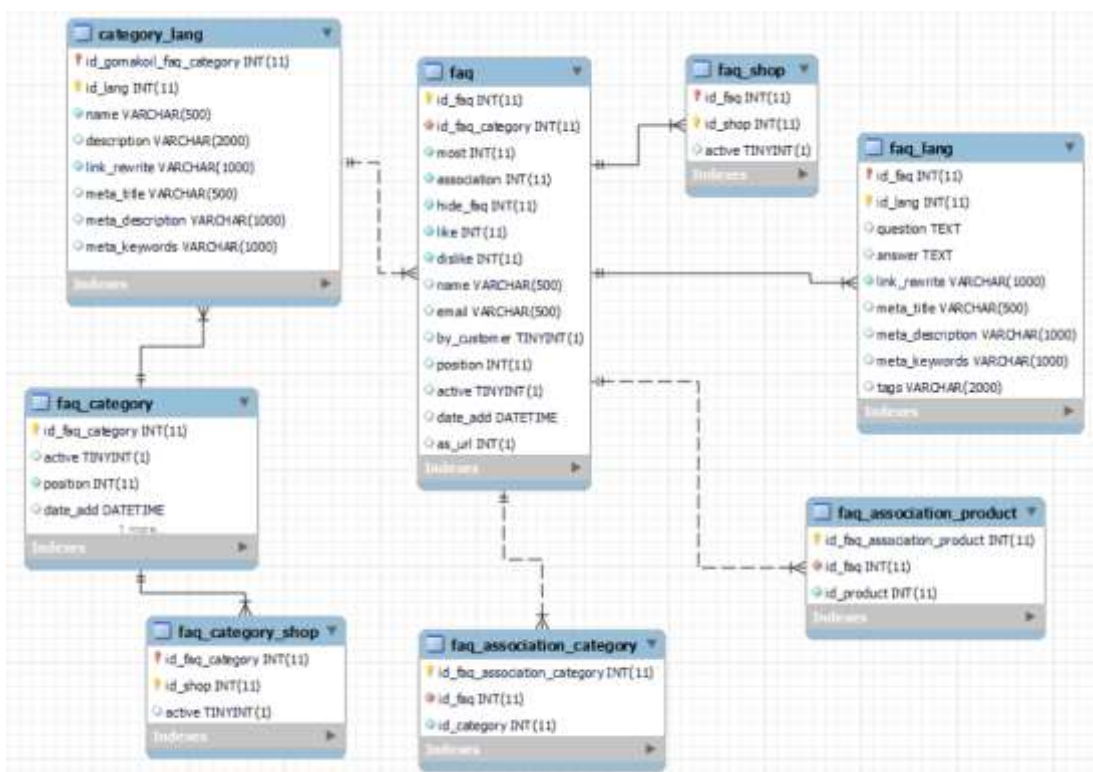 category_lang
id_gomakoil_faq_category INT(11)
id_lang INT(11)
name VARCHAR(500)
description VARCHAR(2000)
link_rewrite VARCHAR(1000)
meta_title VARCHAR(500)
meta_description VARCHAR(1000)
meta_keywords VARCHAR(1000)
Indexes
faq
id_faq INT(11)
id_faq_category INT(11)
most INT(11)
association INT(11)
hide_faq INT(11)
like INT(11)
dislike INT(11)
name VARCHAR(500)
email VARCHAR(500)
by_customer TINYINT(1)
position INT(11)
active TINYINT(1)
date_add DATETIME
as_url INT(1)
Indexes
faq_shop
id_faq INT(11)
id_shop INT(11)
active TINYINT(1)
Indexes
faq_lang
id_faq INT(11)
id_lang INT(11)
question TEXT
answer TEXT
link_rewrite VARCHAR(1000)
meta_title VARCHAR(500)
meta_description VARCHAR(1000)
meta_keywords VARCHAR(1000)
tags VARCHAR(2000)
Indexes
faq_category
id_faq_category INT(11)
active TINYINT(1)
position INT(11)
date_add DATETIME
1 more...
Indexes
faq_association_product
id_faq_association_product INT(11)
id_faq INT(11)
id_product INT(11)
Indexes
faq_category_shop
id_faq_category INT(11)
id_shop INT(11)
active TINYINT(1)
Indexes
faq_association_category
id_faq_association_category INT(11)
id_faq INT(11)
id_category INT(11)
Indexes